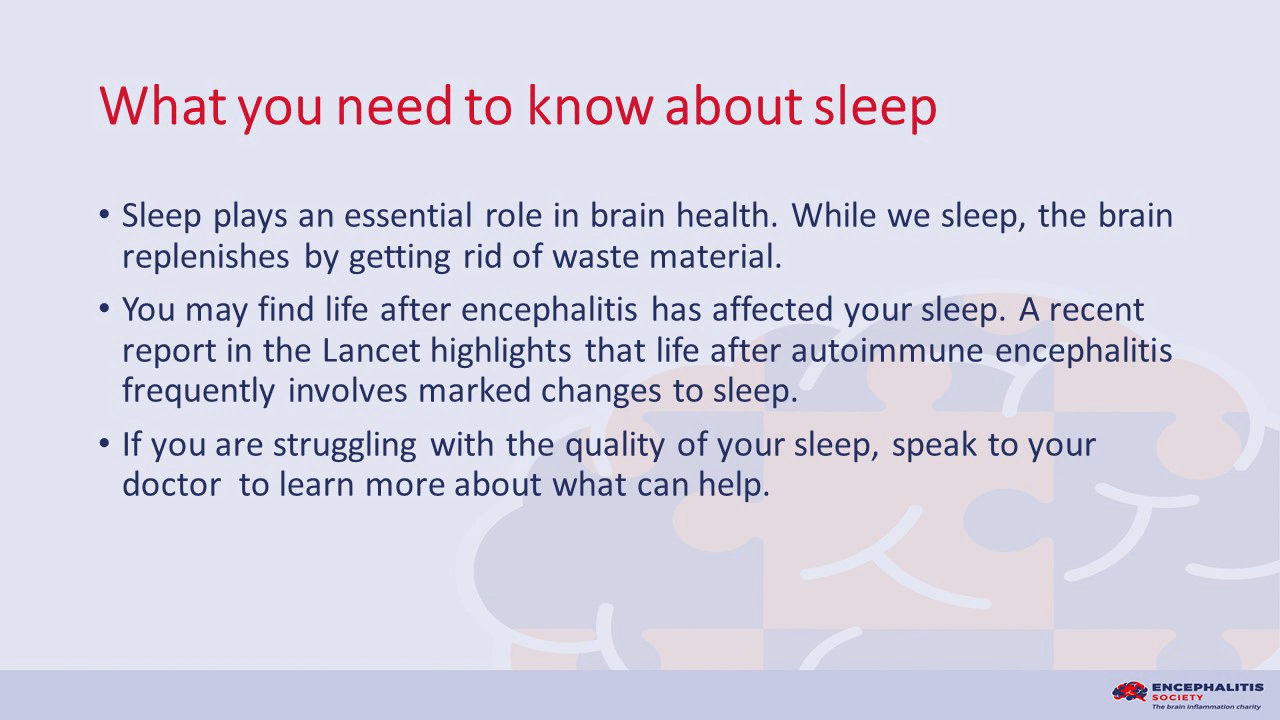 What you need to know about sleep
• Sleep plays an essential role in brain health. While we sleep, the brain
replenishes by getting rid of waste material.
• You may find life after encephalitis has affected your sleep. A recent
report in the Lancet highlights that life after autoimmune encephalitis
frequently involves marked changes to sleep.
• If you are struggling with the quality of your sleep, speak to your
doctor to learn more about what can help.
ENCEPHALITIS
SOCIETY
The brain inflammation charity